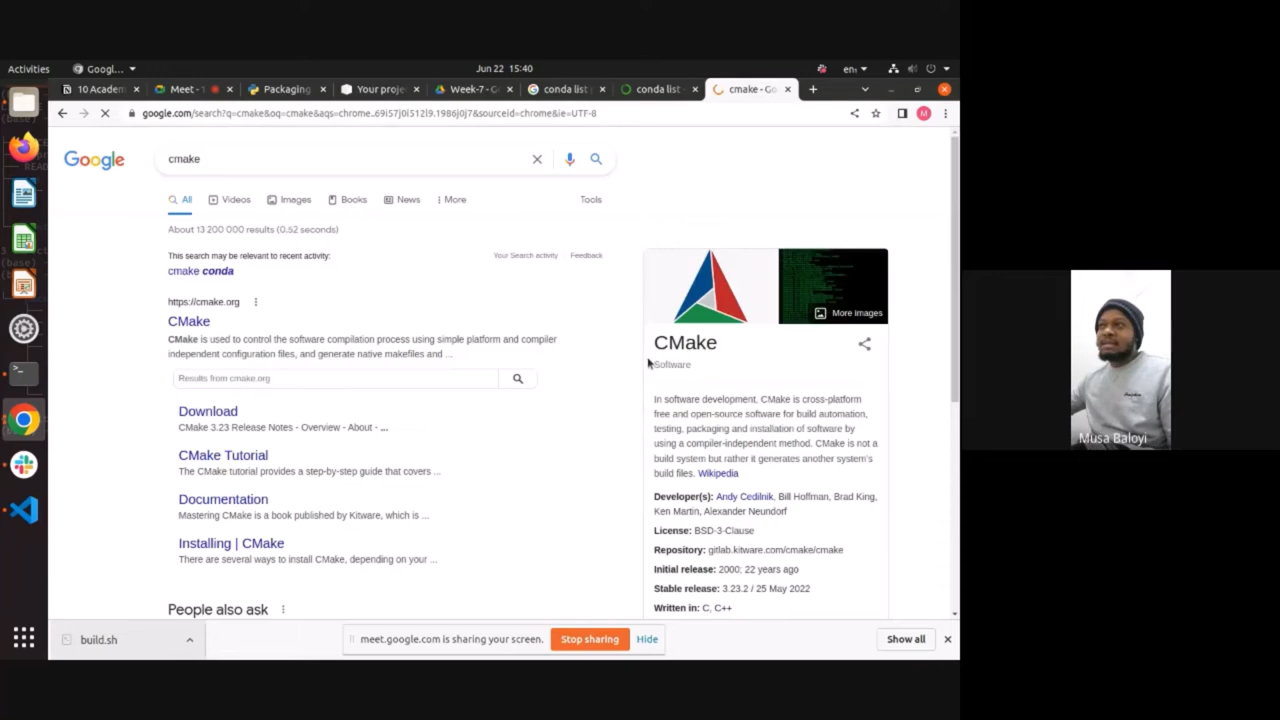 Activities
Googl...
Jun 22 15:40
en
10 Academ
Meet - 1
Packaging
Your proje
Week-7 - Go
conda list
conda list
cmake - Go
google.com/search?q=cmake&oq=cmake&aqs=chrome..69i57j0i512l9.1986j0j7&sourceid=chrome&ie=UTF-8
M
Google
cmake
All
Videos
Images
Books
News
More
Tools
About 13 200 000 results (0.52 seconds)
This search may be relevant to recent activity:
Your Search activity
Feedback
cmake conda
https://cmake.org
CMake
CMake is used to control the software compilation process using simple platform and compiler
independent configuration files, and generate native makefiles and ...
Results from cmake.org
Download
CMake 3.23 Release Notes - Overview - About - ...
CMake Tutorial
The CMake tutorial provides a step-by-step guide that covers ...
Documentation
Mastering CMake is a book published by Kitware, which is ...
Installing | CMake
There are several ways to install CMake, depending on your ...
People also ask
More images
CMake
Software
In software development, CMake is cross-platform
free and open-source software for build automation,
testing, packaging and installation of software by
using a compiler-independent method. CMake is not a
build system but rather it generates another system's
build files. Wikipedia
Developer(s): Andy Cedilnik, Bill Hoffman, Brad King,
Ken Martin, Alexander Neundorf
License: BSD-3-Clause
Repository: gitlab.kitware.com/cmake/cmake
Initial release: 2000; 22 years ago
Stable release: 3.23.2 / 25 May 2022
Written in: C, C++
build.sh
meet.google.com is sharing your screen.
Stop sharing
Hide
Show all
Musa Baloyi